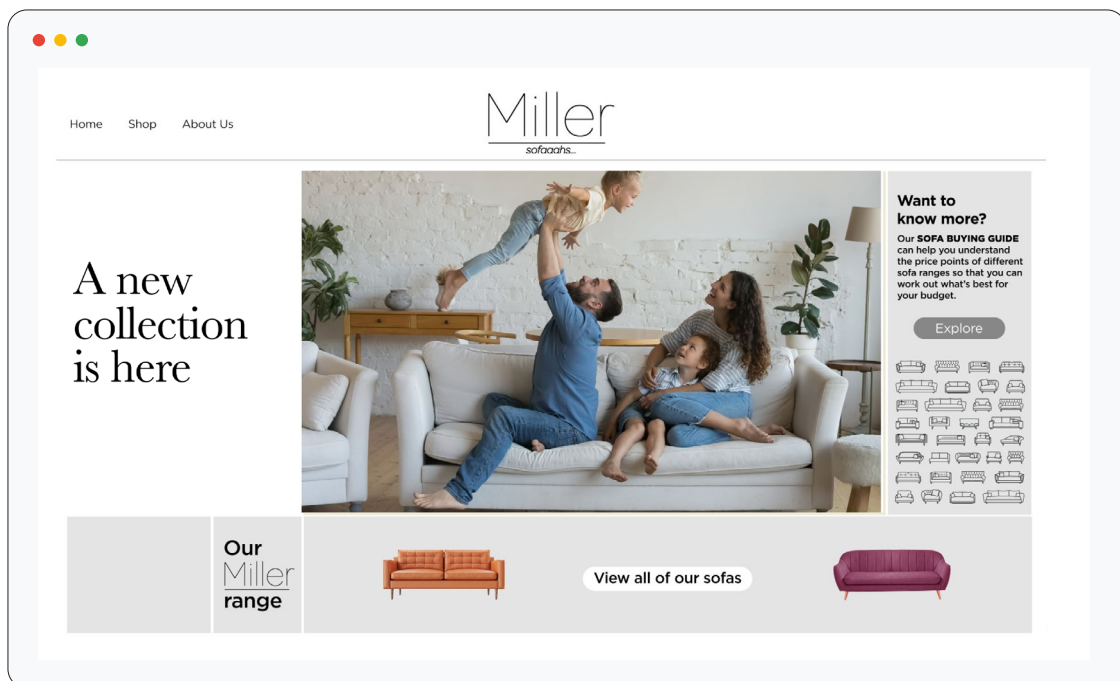 Home Shop About Us
Miller
sofaaahs...
A new
collection
is here
Want to
know more?
Our SOFA BUYING GUIDE
can help you understand
the price points of different
sofa ranges so that you can
work out what's best for
your budget.
Explore
Our
Miller
range
View all of our sofas